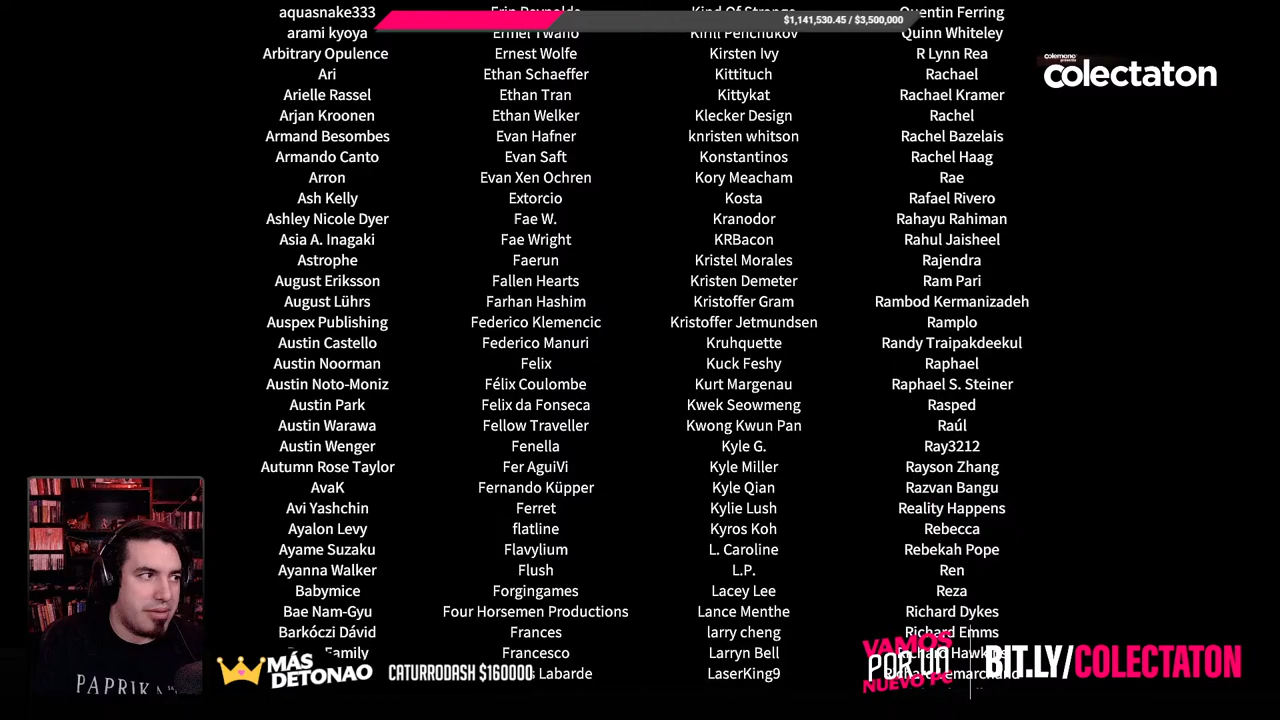 $1,141,530.45 / $3,500,000
colemono
presenta
colectaton
aquasnake333
arami kyoya
Arbitrary Opulence
Ari
Arielle Rassel
Arjan Kroonen
Armand Besombes
Armando Canto
Arron
Ash Kelly
Ashley Nicole Dyer
Asia A. Inagaki
Astrophe
August Eriksson
August Lührs
Auspex Publishing
Austin Castello
Austin Noorman
Austin Noto-Moniz
Austin Park
Austin Warawa
Austin Wenger
Autumn Rose Taylor
AvaK
Avi Yashchin
Ayalon Levy
Ayame Suzaku
Ayanna Walker
Babymice
Bae Nam-Gyu
Barkóczi Dávid
Family
Erin Reynolds
Ermel Twano
Ernest Wolfe
Ethan Schaeffer
Ethan Tran
Ethan Welker
Evan Hafner
Evan Saft
Evan Xen Ochren
Extorcio
Fae W.
Fae Wright
Faerun
Fallen Hearts
Farhan Hashim
Federico Klemencic
Federico Manuri
Felix
Félix Coulombe
Felix da Fonseca
Fellow Traveller
Fenella
Fer AguiVi
Fernando Küpper
Ferret
flatline
Flavylium
Flush
Forgingames
Four Horsemen Productions
Frances
Francesco
Labarde
Kind Of Strange
Kirill Penchukov
Kirsten Ivy
Kittituch
Kittykat
Klecker Design
knristen whitson
Konstantinos
Kory Meacham
Kosta
Kranodor
KRBacon
Kristel Morales
Kristen Demeter
Kristoffer Gram
Kristoffer Jetmundsen
Kruhquette
Kuck Feshy
Kurt Margenau
Kwek Seowmeng
Kwong Kwun Pan
Kyle G.
Kyle Miller
Kyle Qian
Kylie Lush
Kyros Koh
L. Caroline
L.P.
Lacey Lee
Lance Menthe
larry cheng
Larryn Bell
LaserKing9
Quentin Ferring
Quinn Whiteley
R Lynn Rea
Rachael
Rachael Kramer
Rachel
Rachel Bazelais
Rachel Haag
Rae
Rafael Rivero
Rahayu Rahiman
Rahul Jaisheel
Rajendra
Ram Pari
Rambod Kermanizadeh
Ramplo
Randy Traipakdeekul
Raphael
Raphael S. Steiner
Rasped
Raúl
Ray3212
Rayson Zhang
Razvan Bangu
Reality Happens
Rebecca
Rebekah Pope
Ren
Reza
Richard Dykes
Richard Emms
PAPRIKA
MÁS
DETONAO
CATURRODASH $160000
VAMOS
POR UN
NUEVO PC
BIT.LY/COLECTATON